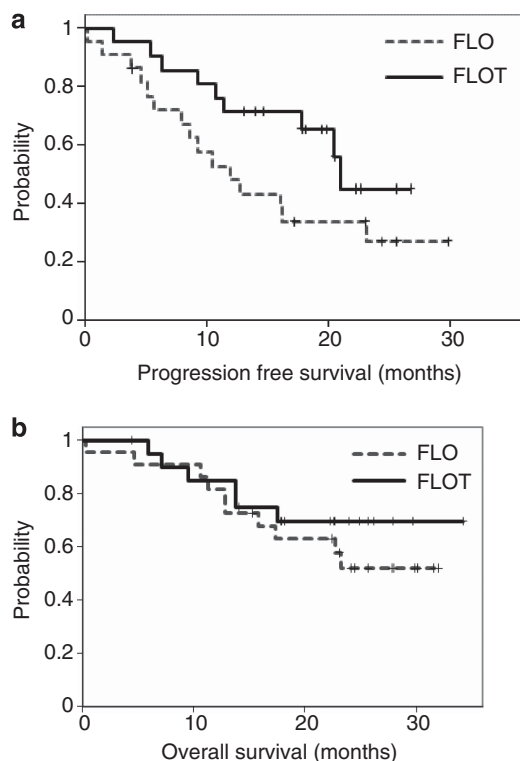 a
1
0.8
0.6
0.4
0.2
0
Probability
FLO
FLOT
0 10 20 30
Progression free survival (months)
b
1
0.8
0.6
0.4
0.2
0
Probability
FLO
FLOT
0 10 20 30
Overall survival (months)